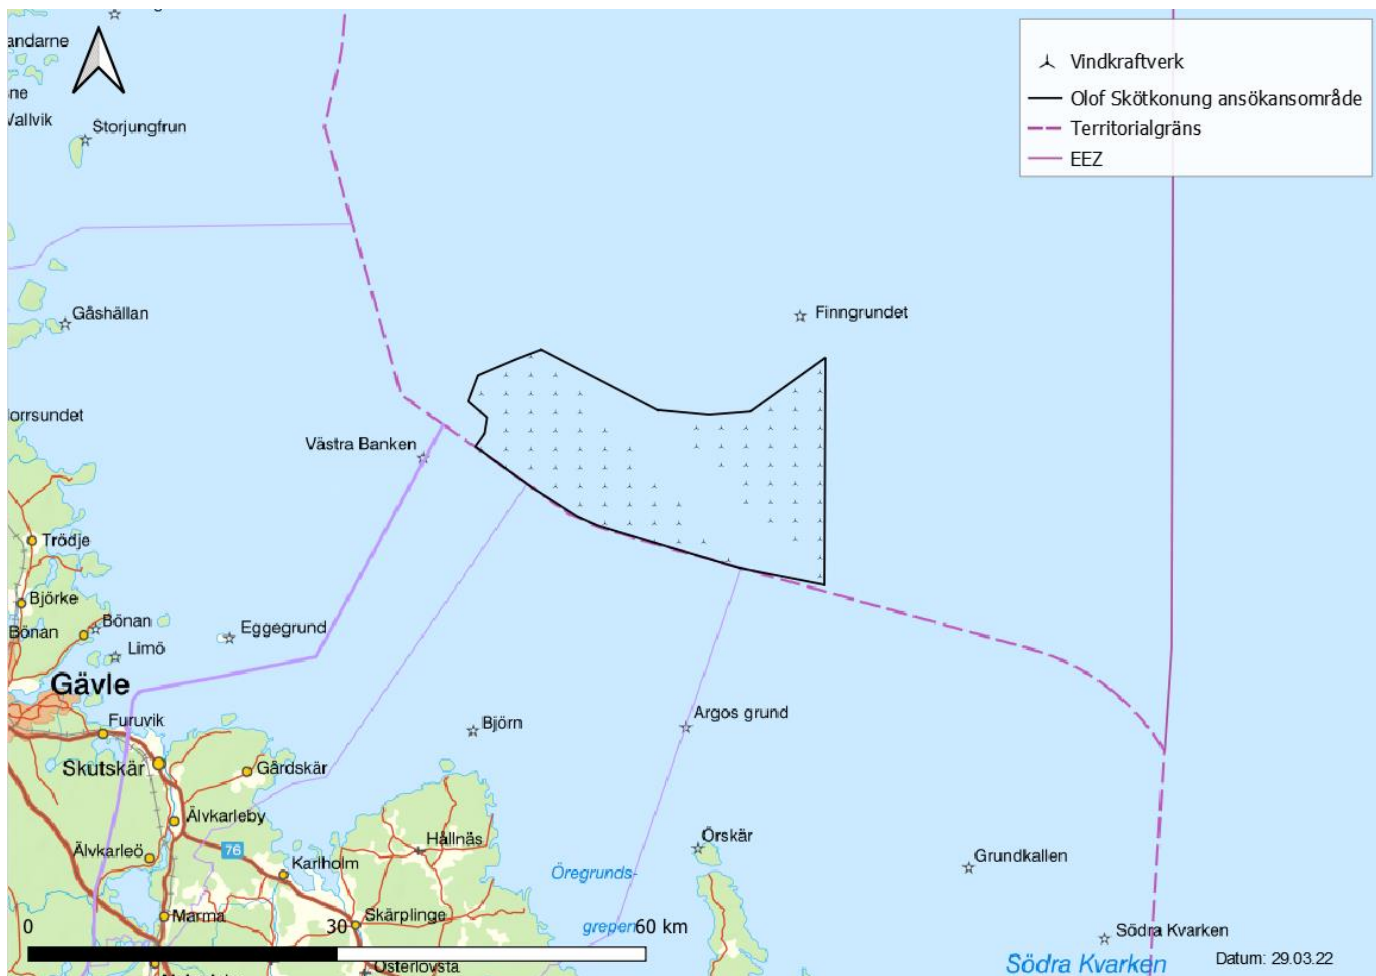 andarne
ne
Vallvik
Storjungfrun
Gåshällan
Vindkraftverk
Olof Skötkonung ansökansområde
Territorialgräns
EEZ
Finngrundet
orrsundet
Västra Banken
Trödje
Björke
Bönan
Bönan
Limö
Eggegrund
Gävle
Furuvik
Björn
Argos grund
Skutskär
Gårdskär
Älvkarleby
76
Älvkarleö
Hållnäs
Örskär
Karlholm
Grundkallen
Öregrunds-
grepen
Marma
Skärplinge
0
30
60 km
Södra Kvarken
Södra Kvarken
Datum: 29.03.22
Österlövsta